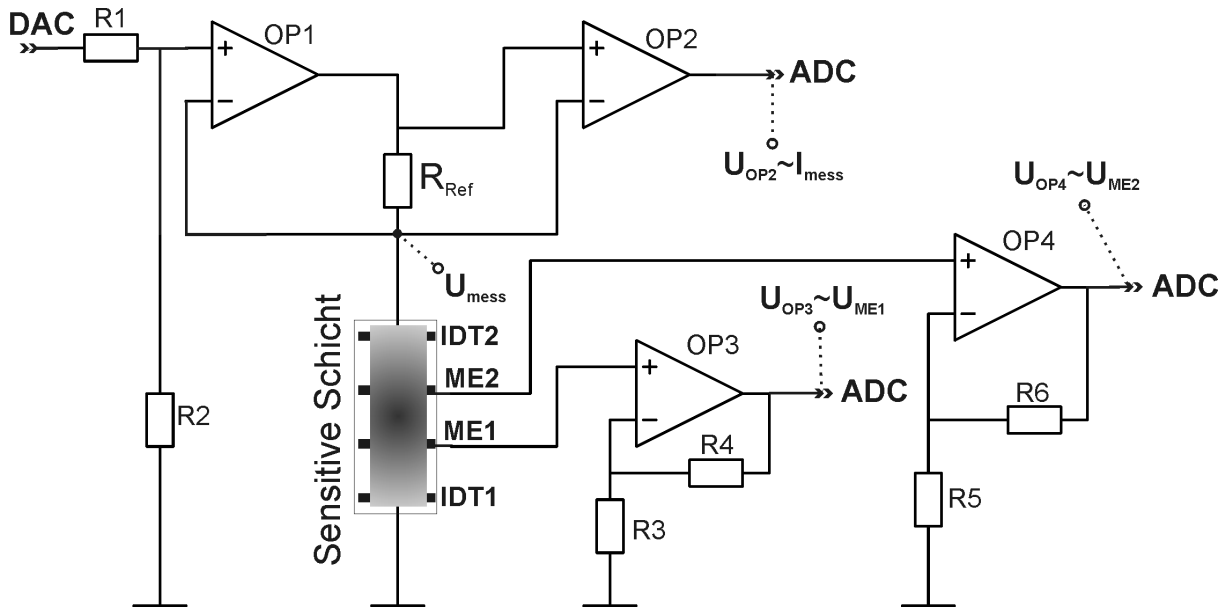 DAC
R1
OP1
OP2
ADC
U_OP2~I_mess
R_Ref
U_mess
U_OP4~U_ME2
OP4
ADC
U_OP3~U_ME1
OP3
ADC
Sensitive Schicht
IDT2
ME2
ME1
IDT1
R2
R4
R3
R6
R5